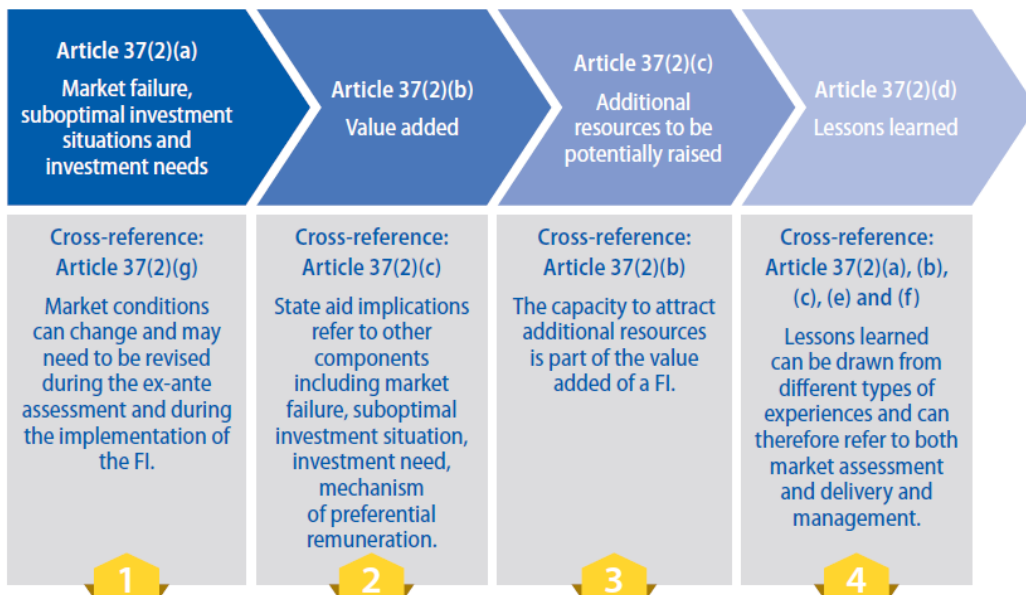 Article 37(2)(a)
Market failure,
suboptimal investment
situations and
investment needs
Article 37(2)(b)
Value added
Article 37(2)(c)
Additional
resources to be
potentially raised
Article 37(2)(d)
Lessons learned
Cross-reference:
Article 37(2)(g)
Market conditions
can change and may
need to be revised
during the ex-ante
assessment and during
the implementation of
the FI.
Cross-reference:
Article 37(2)(c)
State aid implications
refer to other
components
including market
failure, suboptimal
investment situation,
investment need,
mechanism
of preferential
remuneration.
Cross-reference:
Article 37(2)(b)
The capacity to attract
additional resources
is part of the value
added of a FI.
Cross-reference:
Article 37(2)(a), (b),
(c), (e) and (f)
Lessons learned
can be drawn from
different types of
experiences and can
therefore refer to both
market assessment
and delivery and
management.
1
2
3
4